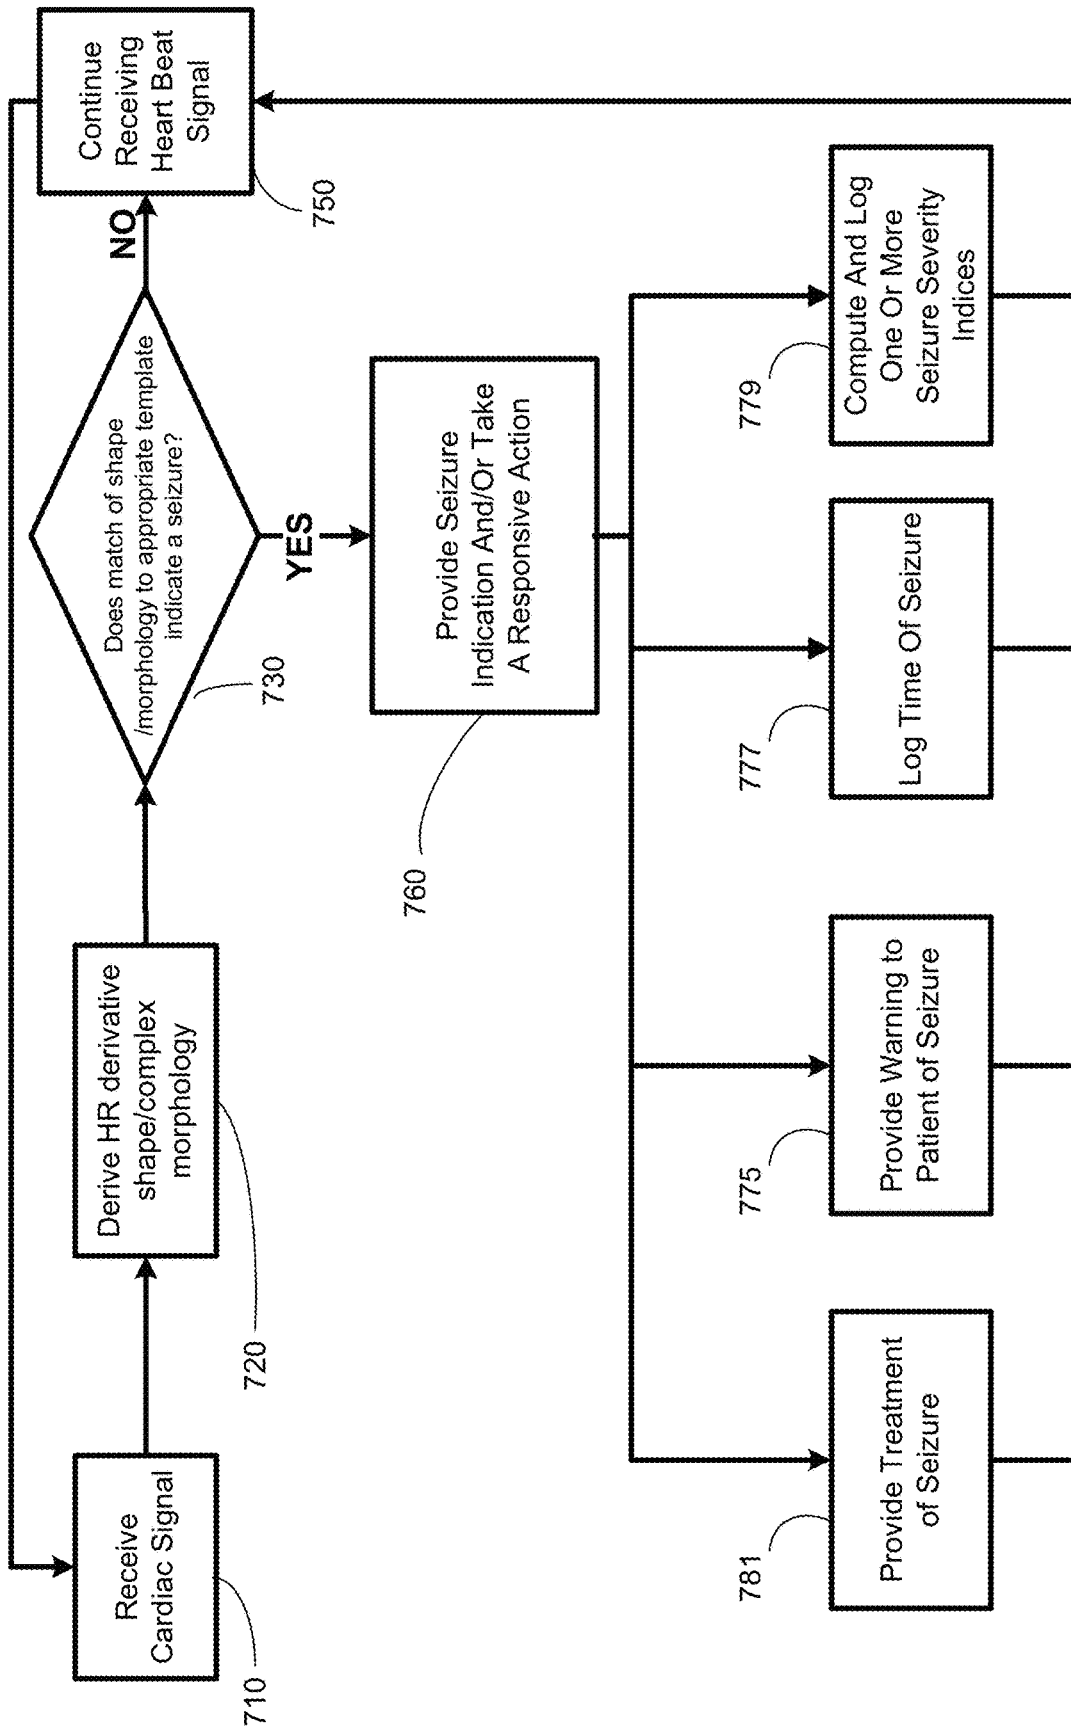 Receive
Cardiac Signal
710
Derive HR derivative
shape/complex
morphology
720
Does match of shape
/morphology to appropriate template
indicate a seizure?
730
NO
Continue
Receiving
Heart Beat
Signal
750
YES
Provide Seizure
Indication And/Or Take
A Responsive Action
760
Provide Treatment
of Seizure
781
Provide Warning to
Patient of Seizure
775
Log Time Of Seizure
777
Compute And Log
One Or More
Seizure Severity
Indices
779